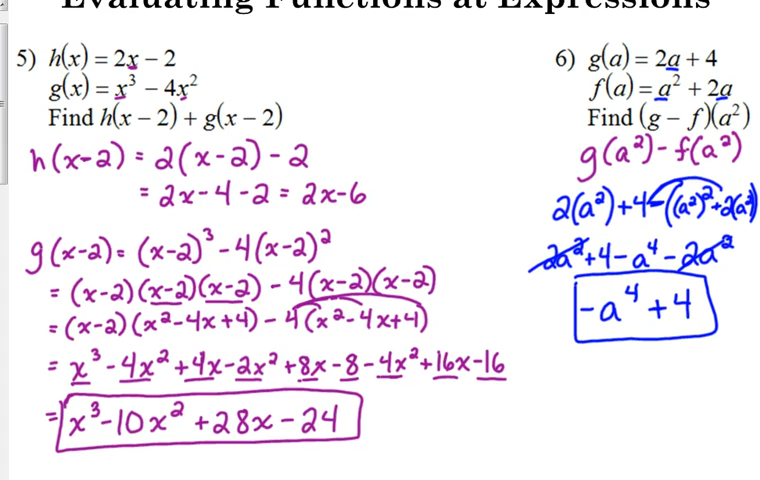 Evaluating Functions at Expressions
5) h(x) = 2x − 2
g(x) = x³ − 4x²
Find h(x − 2) + g(x − 2)
h(x-2) = 2(x-2) - 2
= 2x-4-2 = 2x-6
g(x-2) = (x-2)³ - 4(x-2)²
= (x-2)(x-2)(x-2) - 4(x-2)(x-2)
= (x-2)(x²-4x+4) - 4(x²-4x+4)
= x³ - 4x² + 4x - 2x² + 8x - 8 - 4x² + 16x - 16
= x³ - 10x² + 28x - 24
6) g(a) = 2a + 4
f(a) = a² + 2a
Find (g − f)(a²)
g(a²) - f(a²)
2(a²)+4-((a²)²+2(a²)
2a²+4-a⁴-2a²
-a⁴ + 4